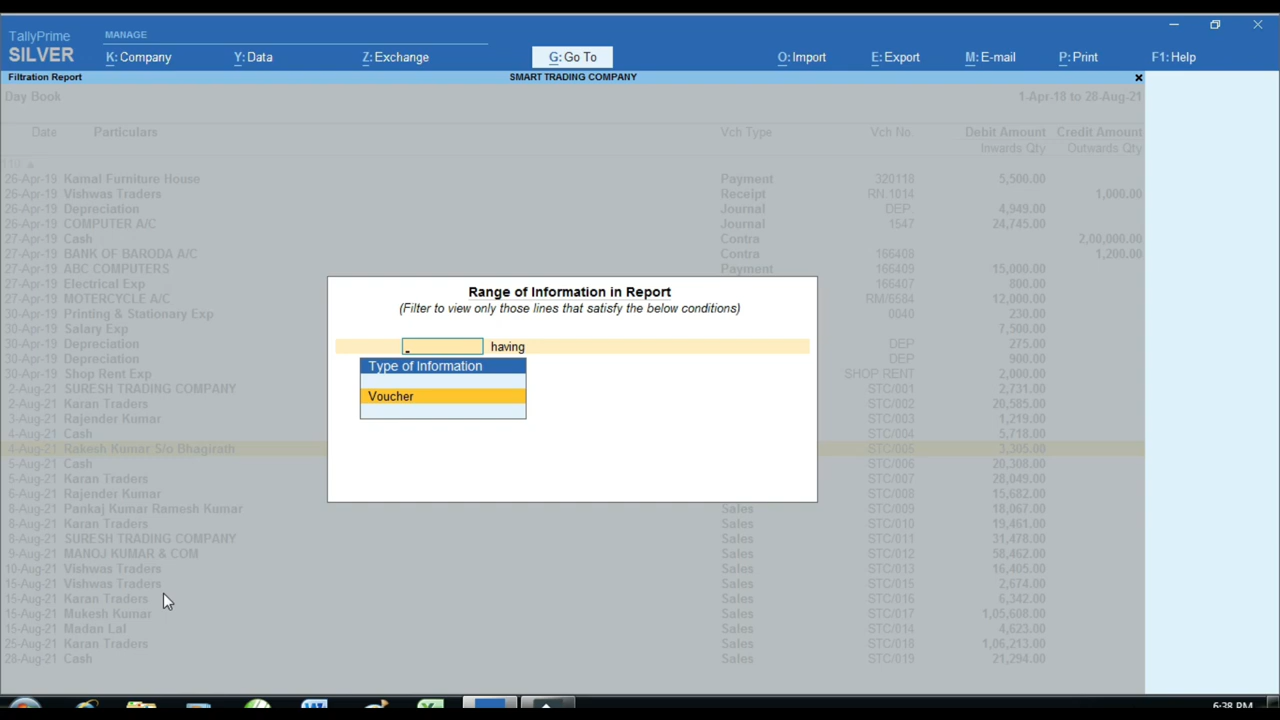 TallyPrime
MANAGE
SILVER
K: Company
Y: Data
Z: Exchange
G: Go To
O: Import
E: Export
M: E-mail
P: Print
F1: Help
Filtration Report
SMART TRADING COMPANY
Day Book
1-Apr-18 to 28-Aug-21
Date Particulars Vch Type Vch No Debit Amount Credit Amount
Inwards Qty Outwards Qty
26-Apr-19 Kamal Furniture House Payment 320118 5,500.00
26-Apr-19 Vishwas Traders Receipt RN 1014 1,000.00
26-Apr-19 Depreciation Journal DEP. 4,949.00
26-Apr-19 COMPUTER A/C Journal 1547 24,745.00
27-Apr-19 Cash Contra 2,00,000.00
27-Apr-19 BANK OF BARODA A/C Contra 166408 1,200.00
27-Apr-19 ABC COMPUTERS Payment 166409 15,000.00
27-Apr-19 Electrical Exp 166407 800.00
27-Apr-19 MOTERCYCLE A/C RM/6584 12,000.00
30-Apr-19 Printing & Stationary Exp 0040 230.00
30-Apr-19 Salary Exp 7,500.00
30-Apr-19 Depreciation DEP 275.00
30-Apr-19 Depreciation DEP 900.00
30-Apr-19 Shop Rent Exp SHOP RENT 2,000.00
2-Aug-21 SURESH TRADING COMPANY STC/001 2,731.00
2-Aug-21 Karan Traders STC/002 20,585.00
3-Aug-21 Rajender Kumar STC/003 1,219.00
4-Aug-21 Cash STC/004 5,718.00
4-Aug-21 Rakesh Kumar S/o Bhagirath STC/005 3,305.00
5-Aug-21 Cash STC/006 20,308.00
5-Aug-21 Karan Traders STC/007 28,049.00
6-Aug-21 Rajender Kumar STC/008 15,682.00
8-Aug-21 Pankaj Kumar Ramesh Kumar Sales STC/009 18,067.00
8-Aug-21 Karan Traders Sales STC/010 19,461.00
8-Aug-21 SURESH TRADING COMPANY Sales STC/011 31,478.00
9-Aug-21 MANOJ KUMAR & COM Sales STC/012 58,462.00
10-Aug-21 Vishwas Traders Sales STC/013 16,405.00
15-Aug-21 Vishwas Traders Sales STC/015 2,674.00
15-Aug-21 Karan Traders Sales STC/016 6,342.00
15-Aug-21 Mukesh Kumar Sales STC/017 1,05,608.00
15-Aug-21 Madan Lal Sales STC/014 4,623.00
25-Aug-21 Karan Traders Sales STC/018 1,06,213.00
28-Aug-21 Cash Sales STC/019 21,294.00
Range of Information in Report
(Filter to view only those lines that satisfy the below conditions)
having
Type of Information
Voucher
6:38 PM